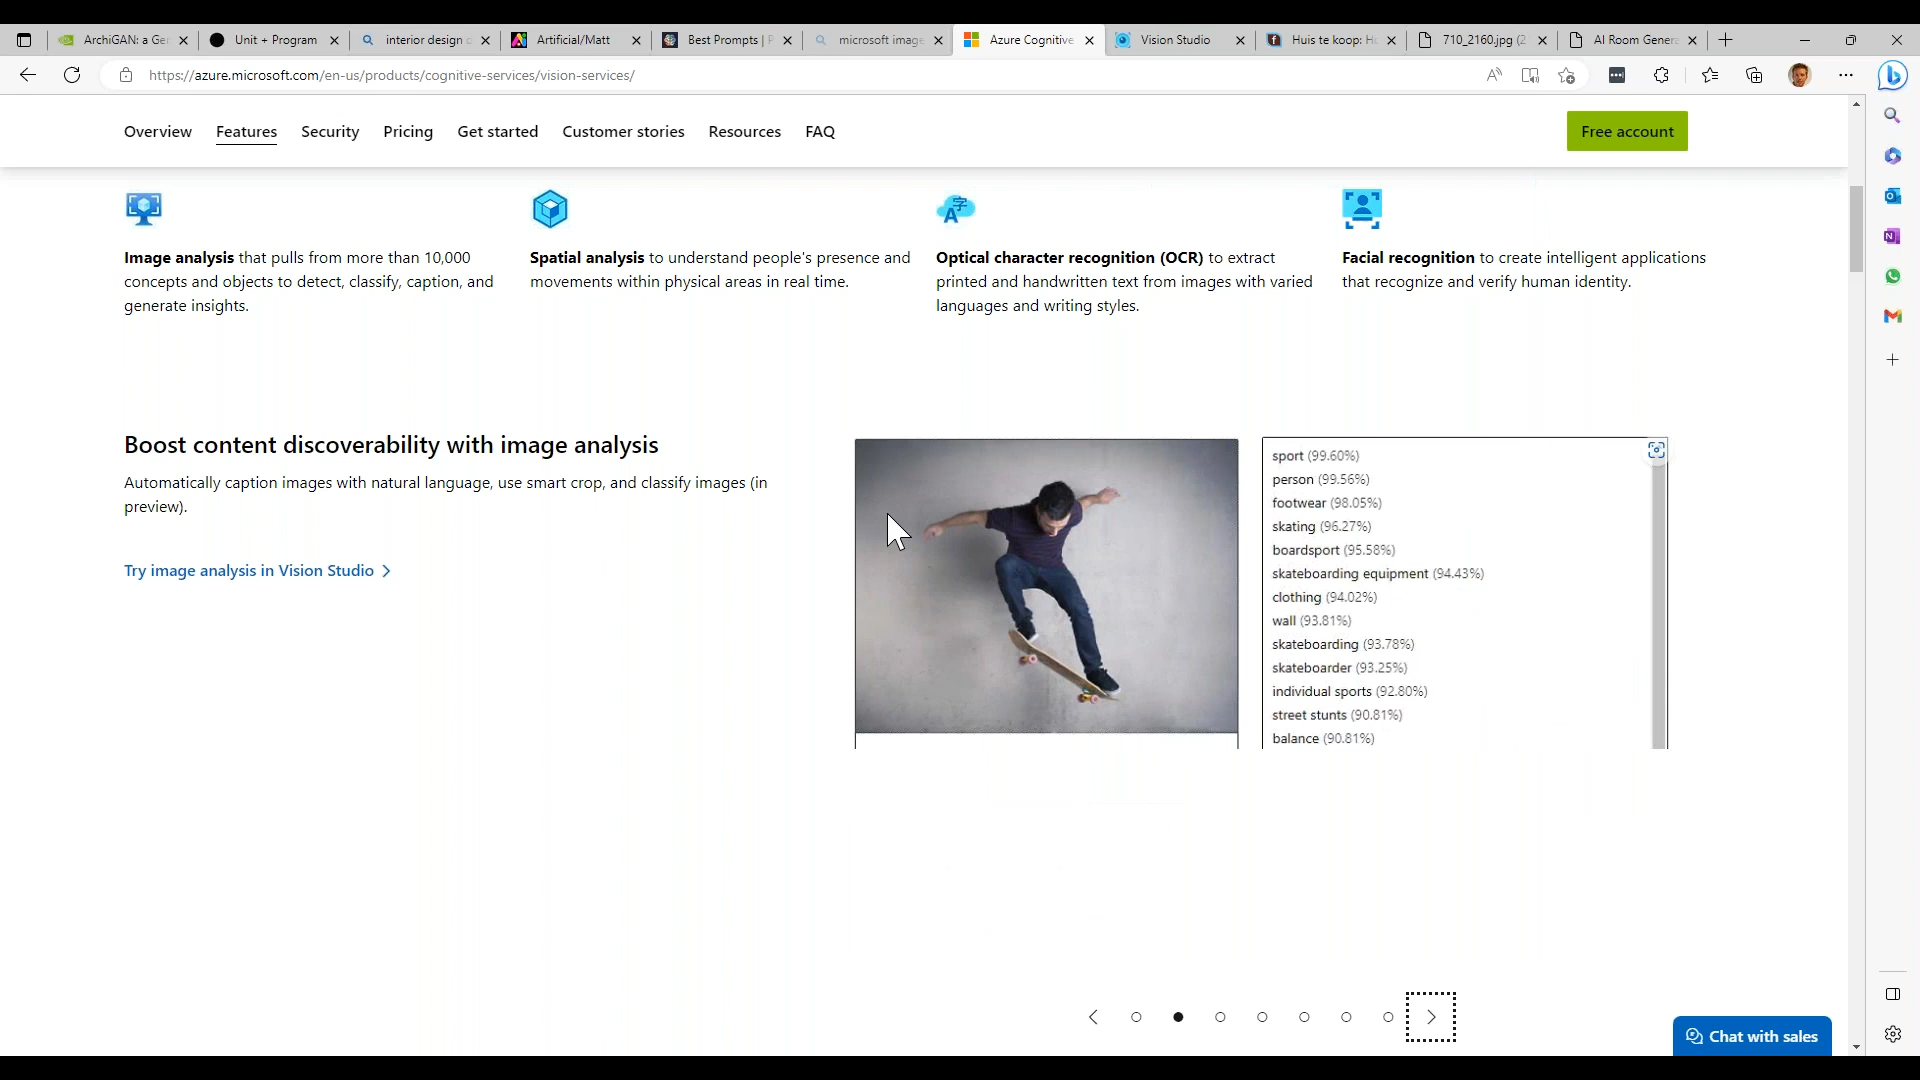 ArchiGAN: a Ge
Unit + Program
interior design
Artificial/Matt
Best Prompts |
microsoft image
Azure Cognitive
Vision Studio
Huis te koop: H
710_2160.jpg (2
AI Room Genera
https://azure.microsoft.com/en-us/products/cognitive-services/vision-services/
Overview
Features
Security
Pricing
Get started
Customer stories
Resources
FAQ
Free account
Image analysis that pulls from more than 10,000
concepts and objects to detect, classify, caption, and
generate insights.
Spatial analysis to understand people's presence and
movements within physical areas in real time.
Optical character recognition (OCR) to extract
printed and handwritten text from images with varied
languages and writing styles.
Facial recognition to create intelligent applications
that recognize and verify human identity.
Boost content discoverability with image analysis
Automatically caption images with natural language, use smart crop, and classify images (in
preview).
Try image analysis in Vision Studio
sport (99.60%)
person (99.56%)
footwear (98.05%)
skating (96.27%)
boardsport (95.58%)
skateboarding equipment (94.43%)
clothing (94.02%)
wall (93.81%)
skateboarding (93.78%)
skateboarder (93.25%)
individual sports (92.80%)
street stunts (90.81%)
balance (90.81%)
Chat with sales